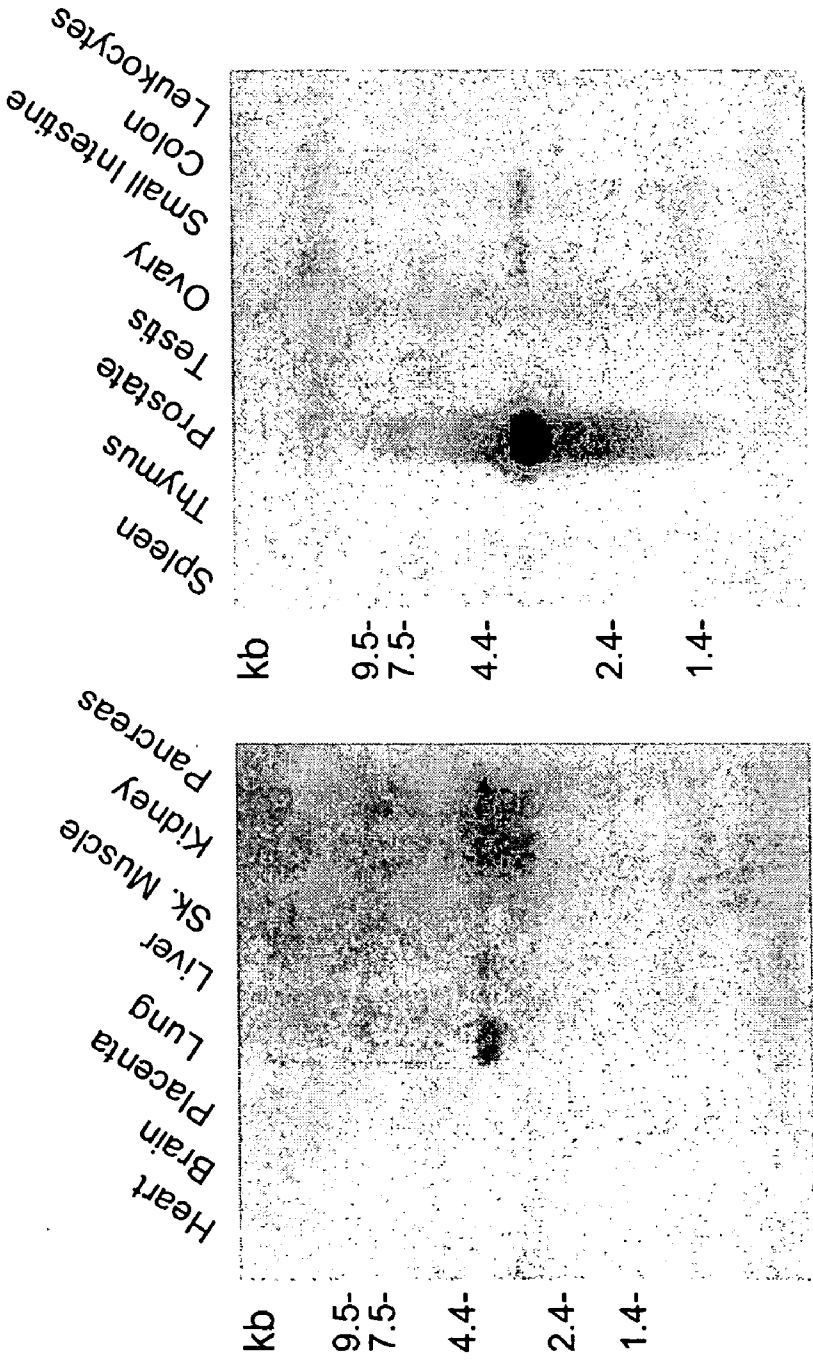 Heart
Brain
Placenta
Lung
Liver
Sk. Muscle
Kidney
Pancreas
kb
9.5-
7.5-
4.4-
2.4-
1.4-
Spleen
Thymus
Prostate
Testis
Ovary
Small Intestine
Colon
Leukocytes
kb
9.5-
7.5-
4.4-
2.4-
1.4-